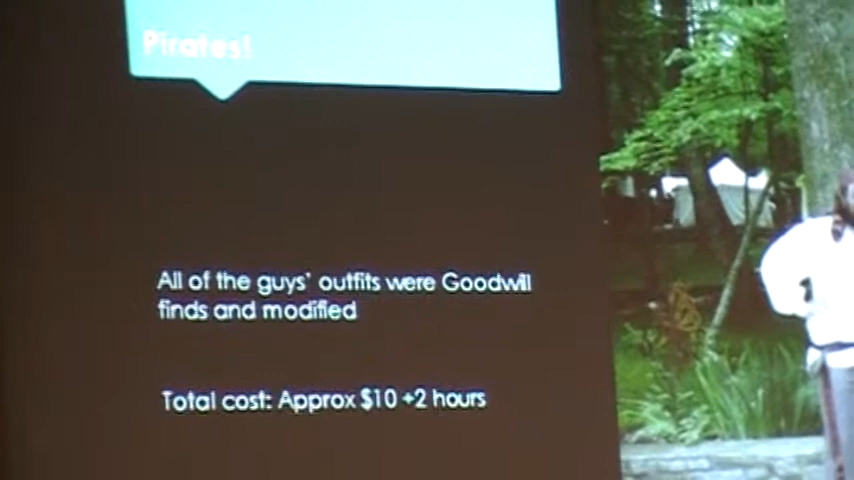 Pirates!
All of the guys' outfits were Goodwill
finds and modified
Total cost: Approx $10 +2 hours